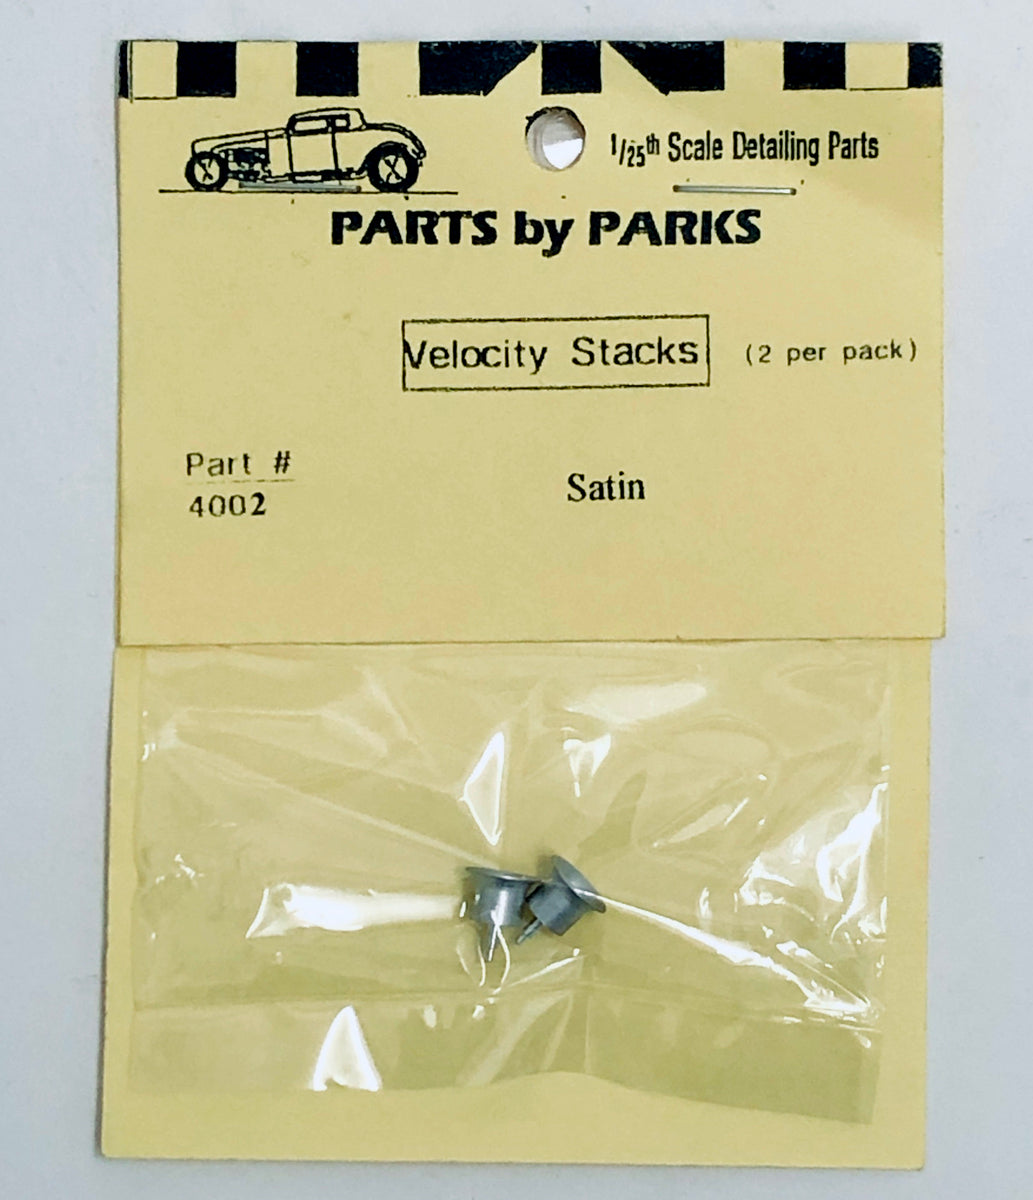 1/25th Scale Detailing Parts
PARTS by PARKS
Velocity Stacks (2 per pack)
Part #
4002
Satin